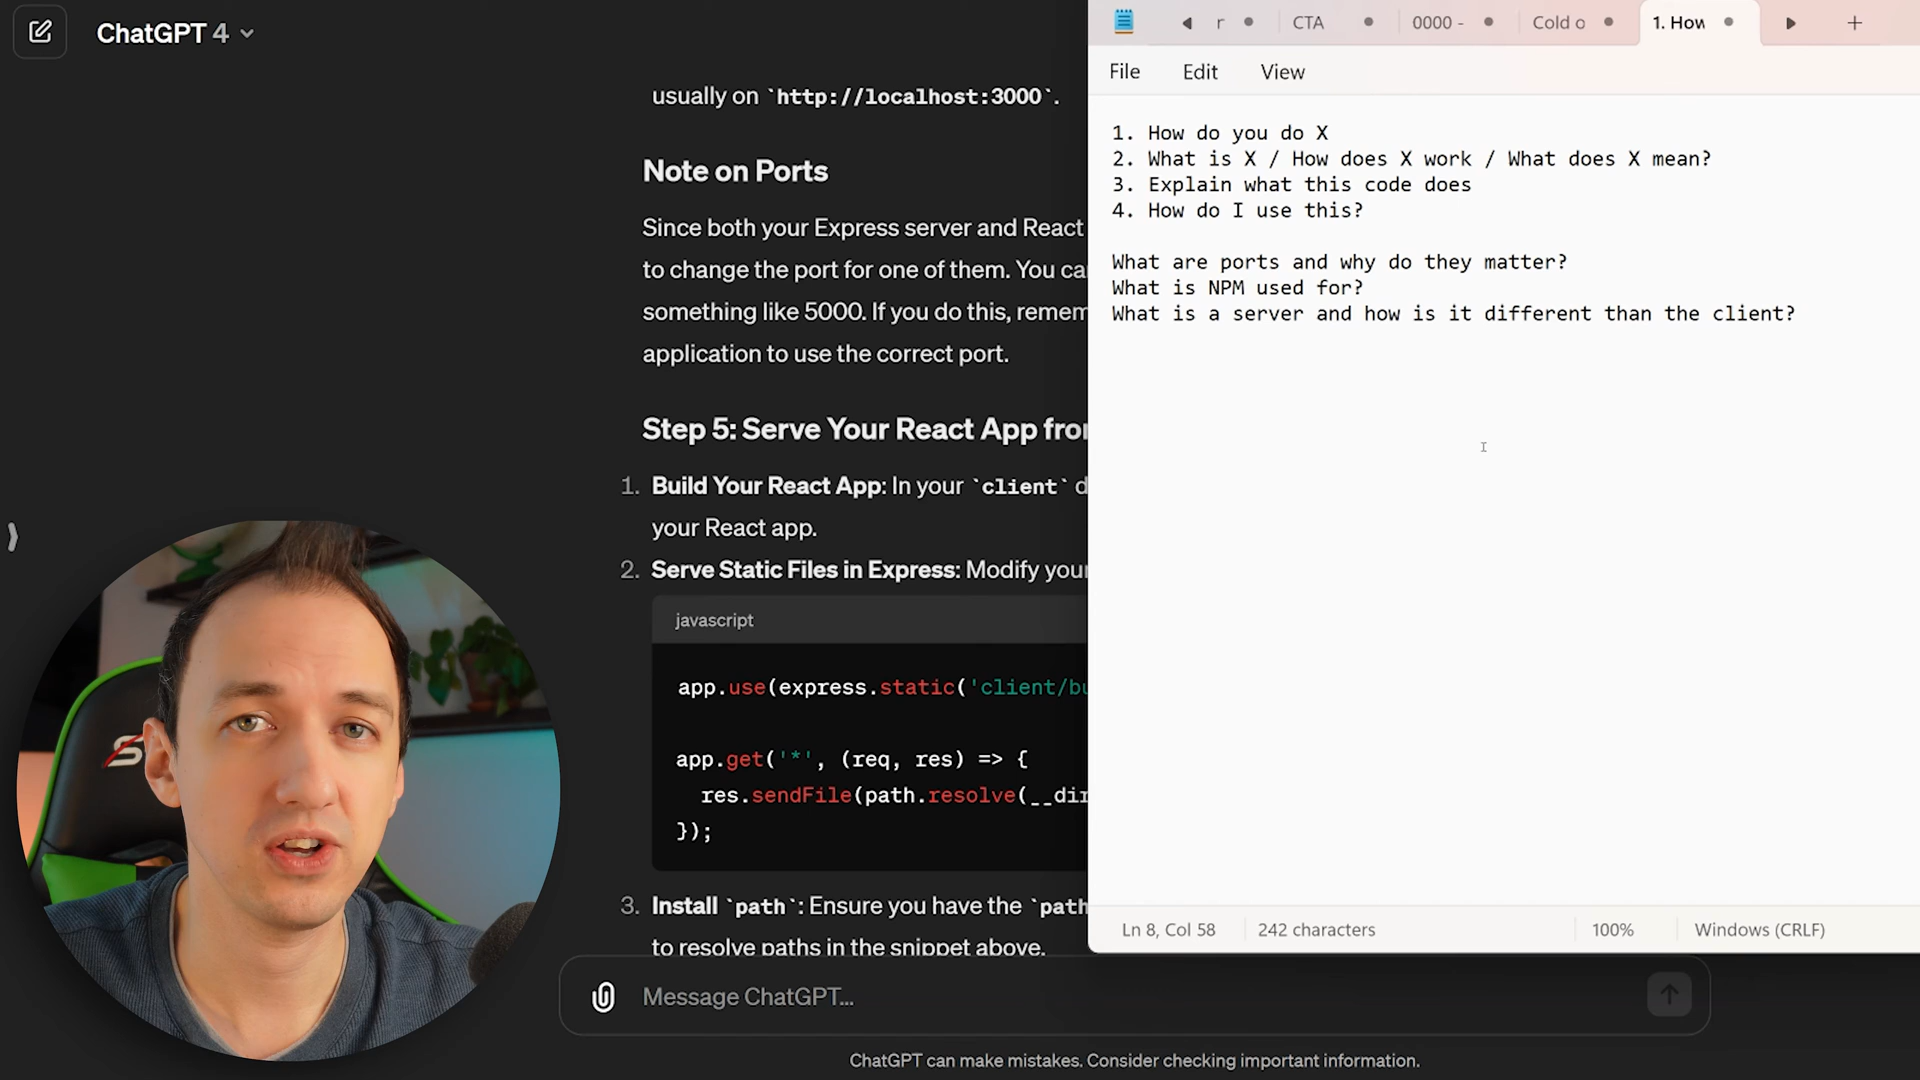 ChatGPT 4
usually on `http://localhost:3000`.
Note on Ports
Since both your Express server and React
to change the port for one of them. You ca
something like 5000. If you do this, remem
application to use the correct port.
Step 5: Serve Your React App from
1. Build Your React App: In your `client` d
your React app.
2. Serve Static Files in Express: Modify your
javascript
app.use(express.static('client/bu
app.get('*', (req, res) => {
res.sendFile(path.resolve(__dir
});
3. Install `path`: Ensure you have the `path
to resolve paths in the snippet above.
Message ChatGPT...
ChatGPT can make mistakes. Consider checking important information.
r CTA 0000 - Cold o 1. How
File Edit View
1. How do you do X
2. What is X / How does X work / What does X mean?
3. Explain what this code does
4. How do I use this?
What are ports and why do they matter?
What is NPM used for?
What is a server and how is it different than the client?
Ln 8, Col 58 242 characters 100% Windows (CRLF)